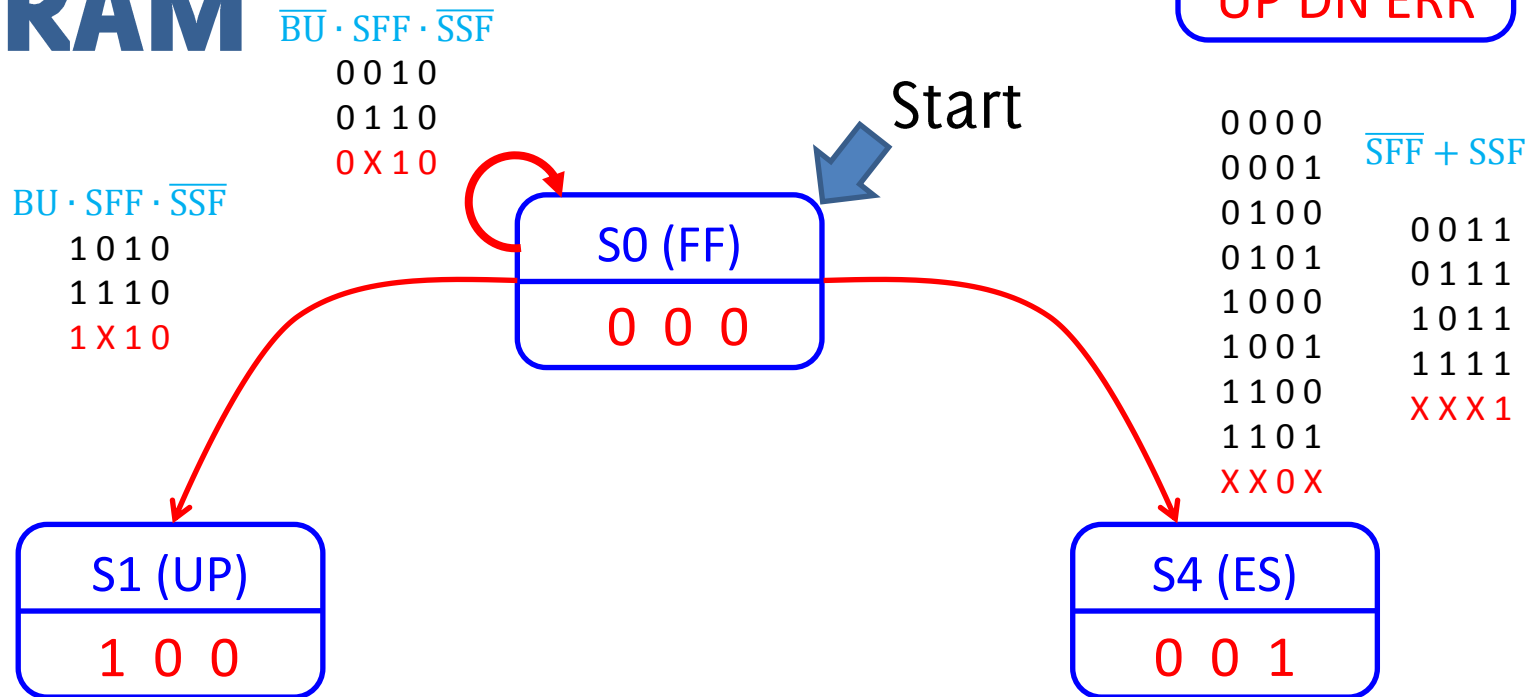 RAM
UP DN ERR
B̅U̅ · SFF · S̅S̅F̅
0 0 1 0
0 1 1 0
0 X 1 0
Start
BU · SFF · S̅S̅F̅
1 0 1 0
1 1 1 0
1 X 1 0
S0 (FF)
0 0 0
0 0 0 0
0 0 0 1
0 1 0 0
0 1 0 1
1 0 0 0
1 0 0 1
1 1 0 0
1 1 0 1
X X 0 X
S̅F̅F̅ + SSF
0 0 1 1
0 1 1 1
1 0 1 1
1 1 1 1
X X X 1
S1 (UP)
1 0 0
S4 (ES)
0 0 1